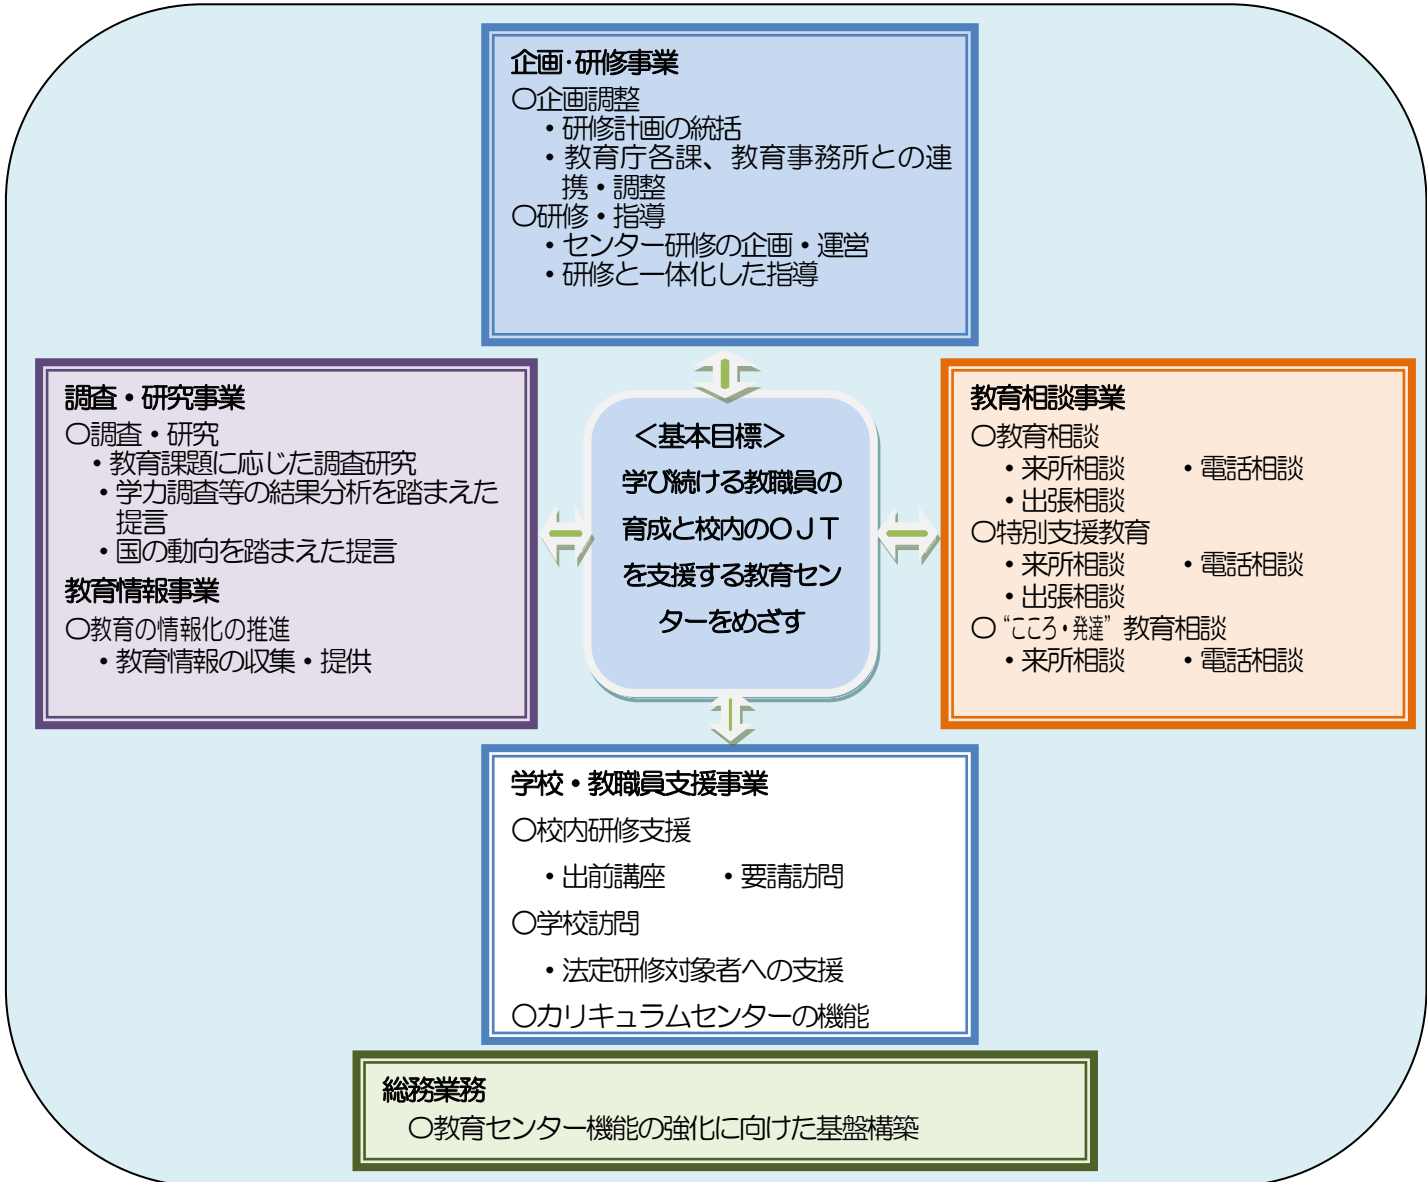 企画・研修事業
〇企画調整
・研修計画の統括
・教育庁各課、教育事務所との連
携・調整
〇研修・指導
・センター研修の企画・運営
・研修と一体化した指導
調査・研究事業
〇調査・研究
・教育課題に応じた調査研究
・学力調査等の結果分析を踏まえた
提言
・国の動向を踏まえた提言
教育情報事業
〇教育の情報化の推進
・教育情報の収集・提供
＜基本目標＞
学び続ける教職員の
育成と校内のＯＪＴ
を支援する教育セン
ターをめざす
教育相談事業
〇教育相談
・来所相談　　・電話相談
・出張相談
〇特別支援教育
・来所相談　　・電話相談
・出張相談
〇“こころ・発達”教育相談
・来所相談　　・電話相談
学校・教職員支援事業
〇校内研修支援
・出前講座　　・要請訪問
〇学校訪問
・法定研修対象者への支援
〇カリキュラムセンターの機能
総務業務
〇教育センター機能の強化に向けた基盤構築